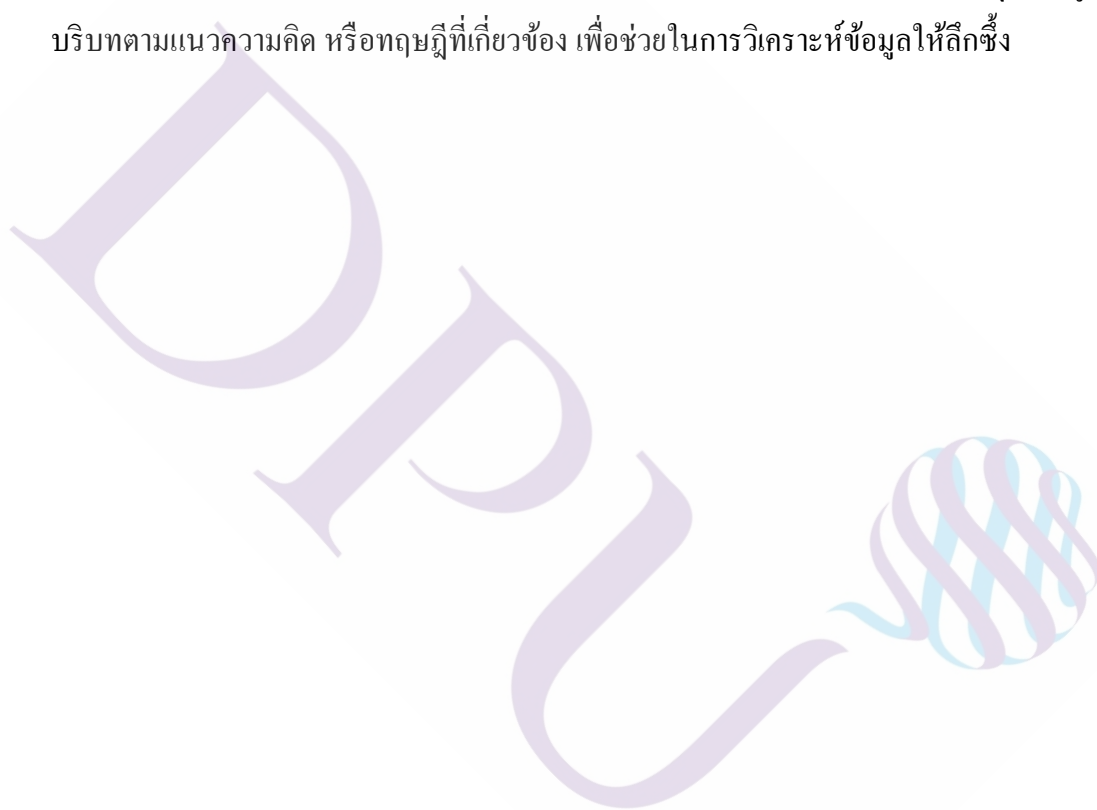 บริบทตามแนวความคิด หรือทฤษฎีที่เกี่ยวข้อง เพื่อช่วยในการวิเคราะห์ข้อมูลให้ลึกซึ้ง
DPU